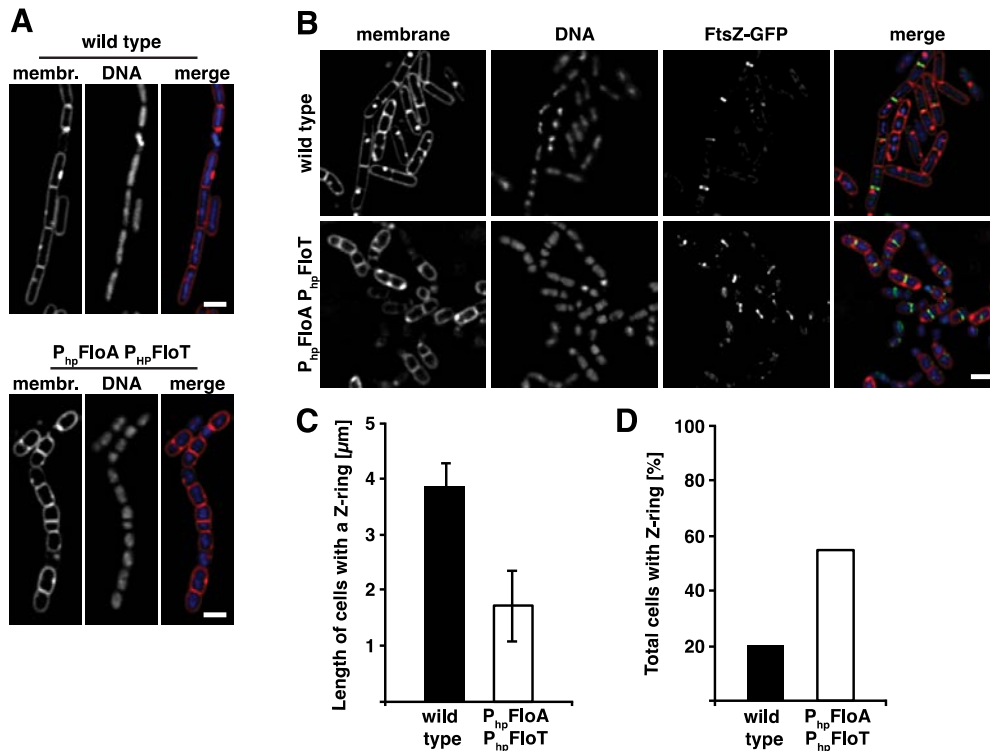 A
wild type
membr. DNA merge
PhpFloA PHPFloT
membr. DNA merge
B
membrane DNA FtsZ-GFP merge
wild type
PhpFloA PhpFloT
C
Length of cells with a Z-ring [µm]
5
4
3
2
1
wild type
PhpFloA PhpFloT
D
Total cells with Z-ring [%]
100
80
60
40
20
wild type
PhpFloA PhpFloT